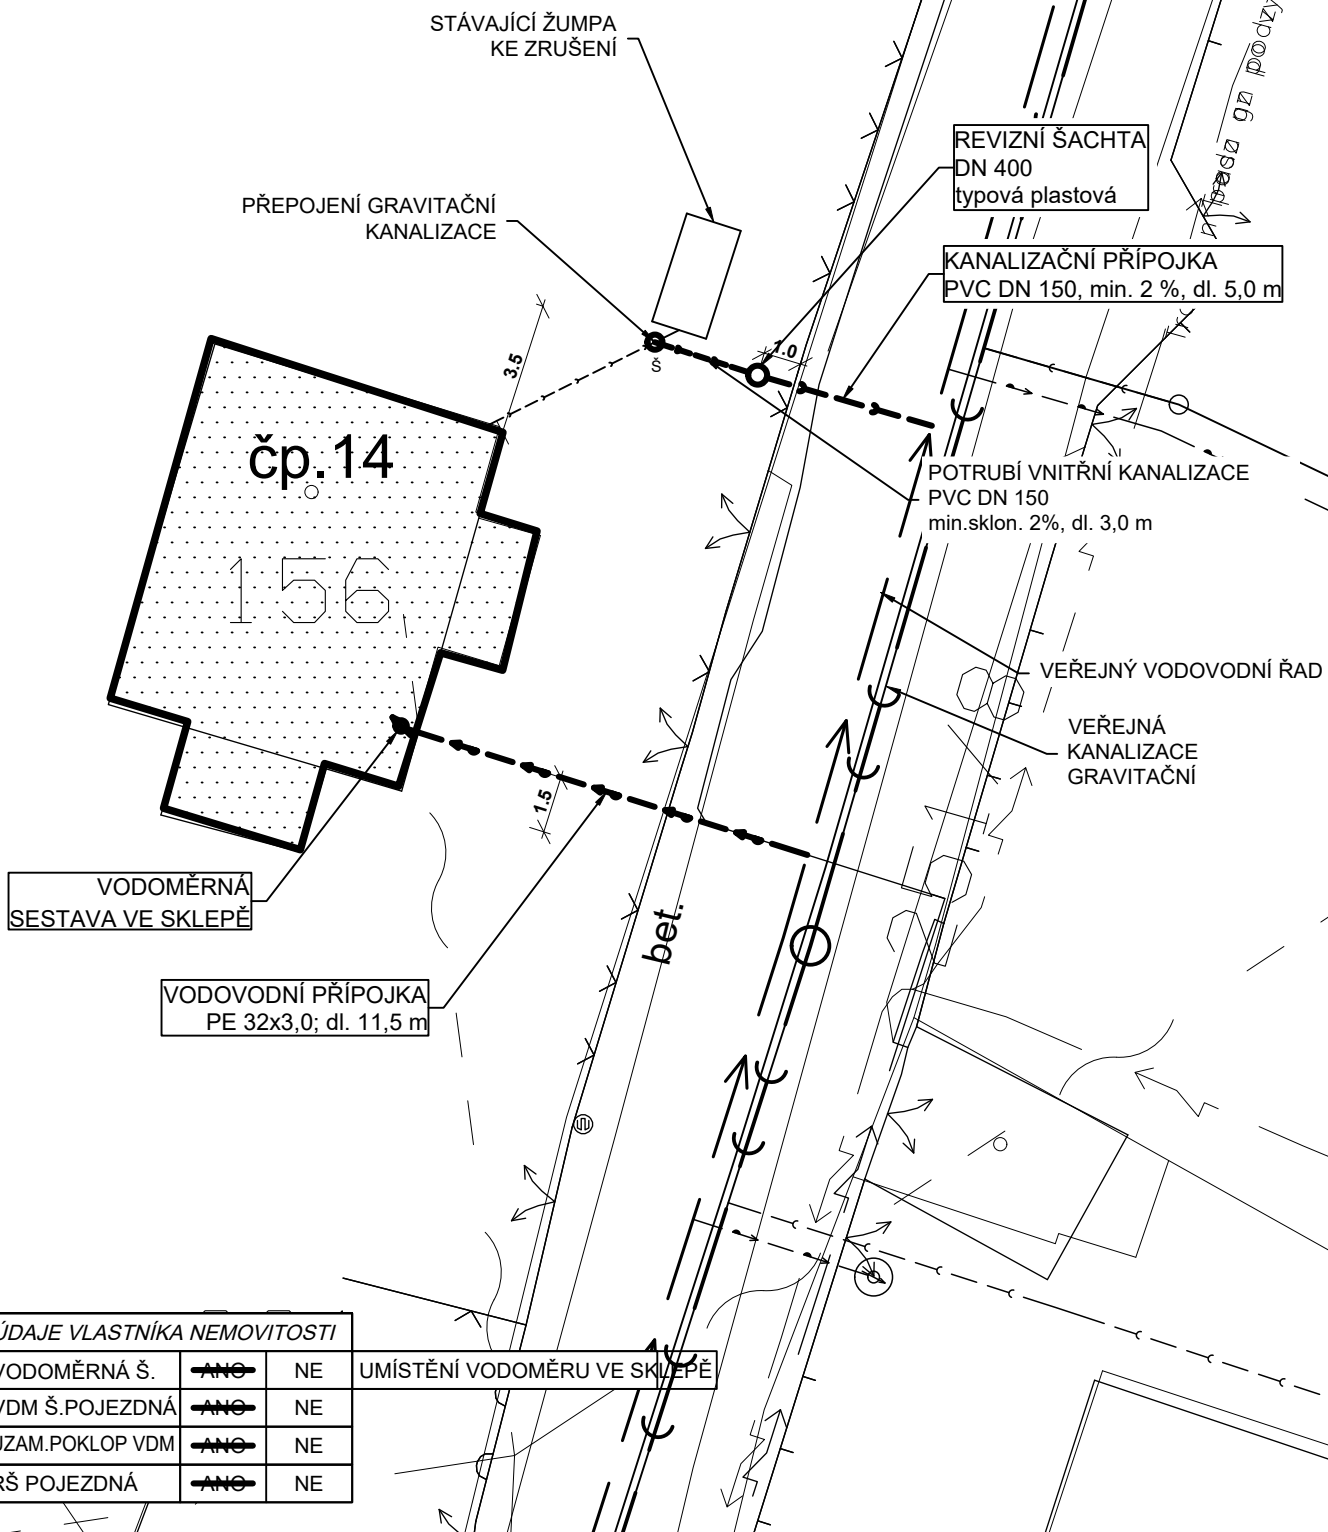 STÁVAJÍCÍ ŽUMPA
KE ZRUŠENÍ
REVIZNÍ ŠACHTA
DN 400
typová plastová
PŘEPOJENÍ GRAVITAČNÍ
KANALIZACE
KANALIZAČNÍ PŘÍPOJKA
PVC DN 150, min. 2 %, dl. 5,0 m
3.5
1.0
Š
čp.14
156
POTRUBÍ VNITŘNÍ KANALIZACE
PVC DN 150
min.sklon. 2%, dl. 3,0 m
VEŘEJNÝ VODOVODNÍ ŘAD
VEŘEJNÁ
KANALIZACE
GRAVITAČNÍ
1.5
VODOMĚRNÁ
SESTAVA VE SKLEPĚ
bet.
VODOVODNÍ PŘÍPOJKA
PE 32x3,0; dl. 11,5 m
ÚDAJE VLASTNÍKA NEMOVITOSTI
VODOMĚRNÁ Š. ANO NE UMÍSTĚNÍ VODOMĚRU VE SKLEPĚ
VDM Š.POJEZDNÁ ANO NE
UZAM.POKLOP VDM ANO NE
RŠ POJEZDNÁ ANO NE